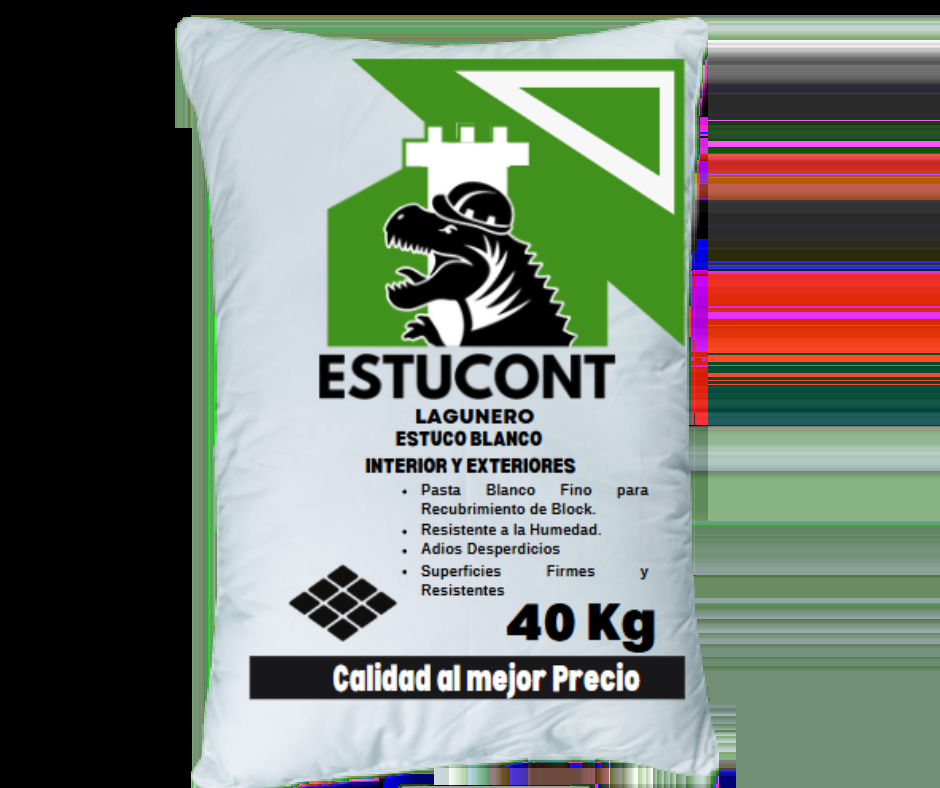 ESTUCONT
LAGUNERO
ESTUCO BLANCO
INTERIOR Y EXTERIORES
• Pasta Blanco Fino para
Recubrimiento de Block.
• Resistente a la Humedad.
• Adios Desperdicios
• Superficies Firmes y
Resistentes
40 Kg
Calidad al mejor Precio